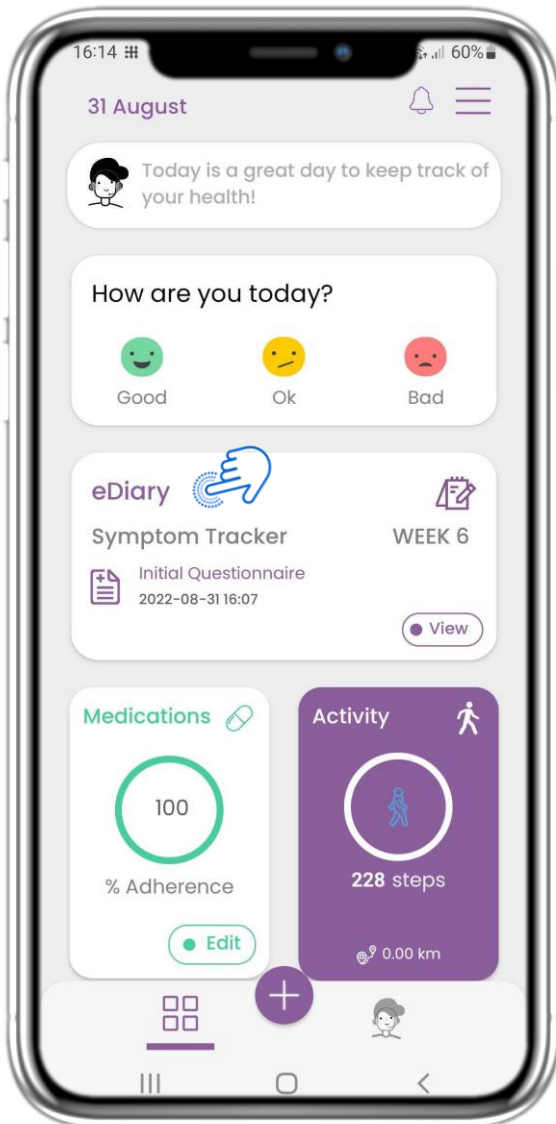 16:14 60%
31 August
Today is a great day to keep track of
your health!
How are you today?
Good Ok Bad
eDiary
Symptom Tracker WEEK 6
Initial Questionnaire
2022-08-31 16:07
View
Medications Activity
100
% Adherence 228 steps
Edit 0.00 km